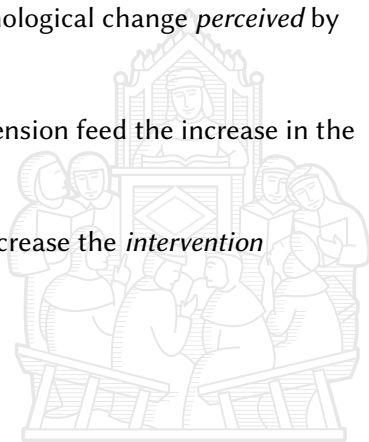 nological change perceived by
ension feed the increase in the
crease the intervention